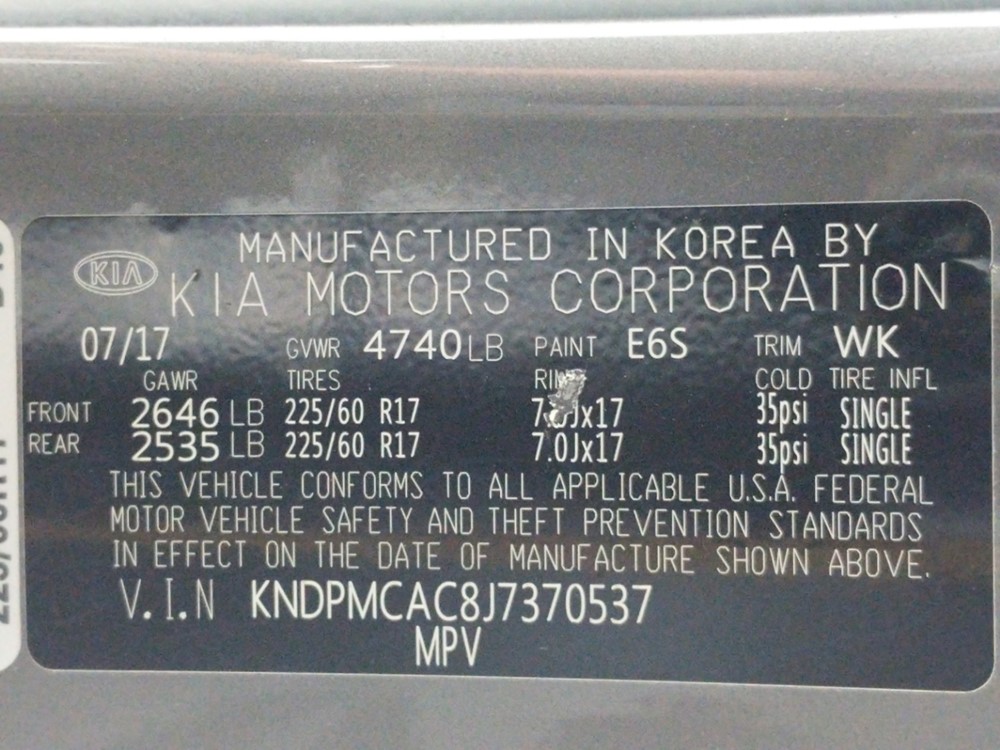 MANUFACTURED IN KOREA BY
KIA KIA MOTORS CORPORATION
07/17 GVWR 4740LB PAINT E6S TRIM WK
GAWR TIRES COLD TIRE INFL
FRONT 2646 LB 225/60 R17 35psi SINGLE
REAR 2535 LB 225/60 R17 7.0Jx17 35psi SINGLE
THIS VEHICLE CONFORMS TO ALL APPLICABLE U.S.A. FEDERAL
MOTOR VEHICLE SAFETY AND THEFT PREVENTION STANDARDS
IN EFFECT ON THE DATE OF MANUFACTURE SHOWN ABOVE.
V.I.N KNDPMCAC8J7370537
MPV